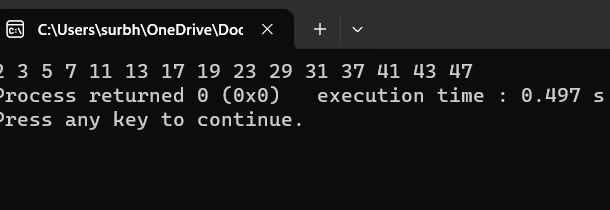 C:\Users\surbh\OneDrive\Doc
2 3 5 7 11 13 17 19 23 29 31 37 41 43 47
Process returned 0 (0x0)   execution time : 0.497 s
Press any key to continue.